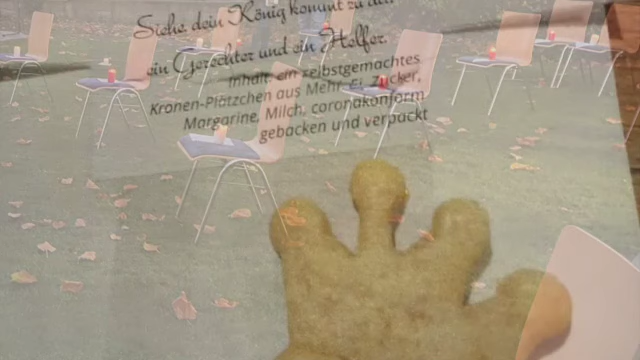 Siehe dein König kommt zu dir
ein Gerechter und ein Helfer.
Inhalt: ein selbstgemachtes
Kronen-Plätzchen aus Mehr, Ei, Zucker,
Margarine, Milch, coronakonform
gebacken und verpackt